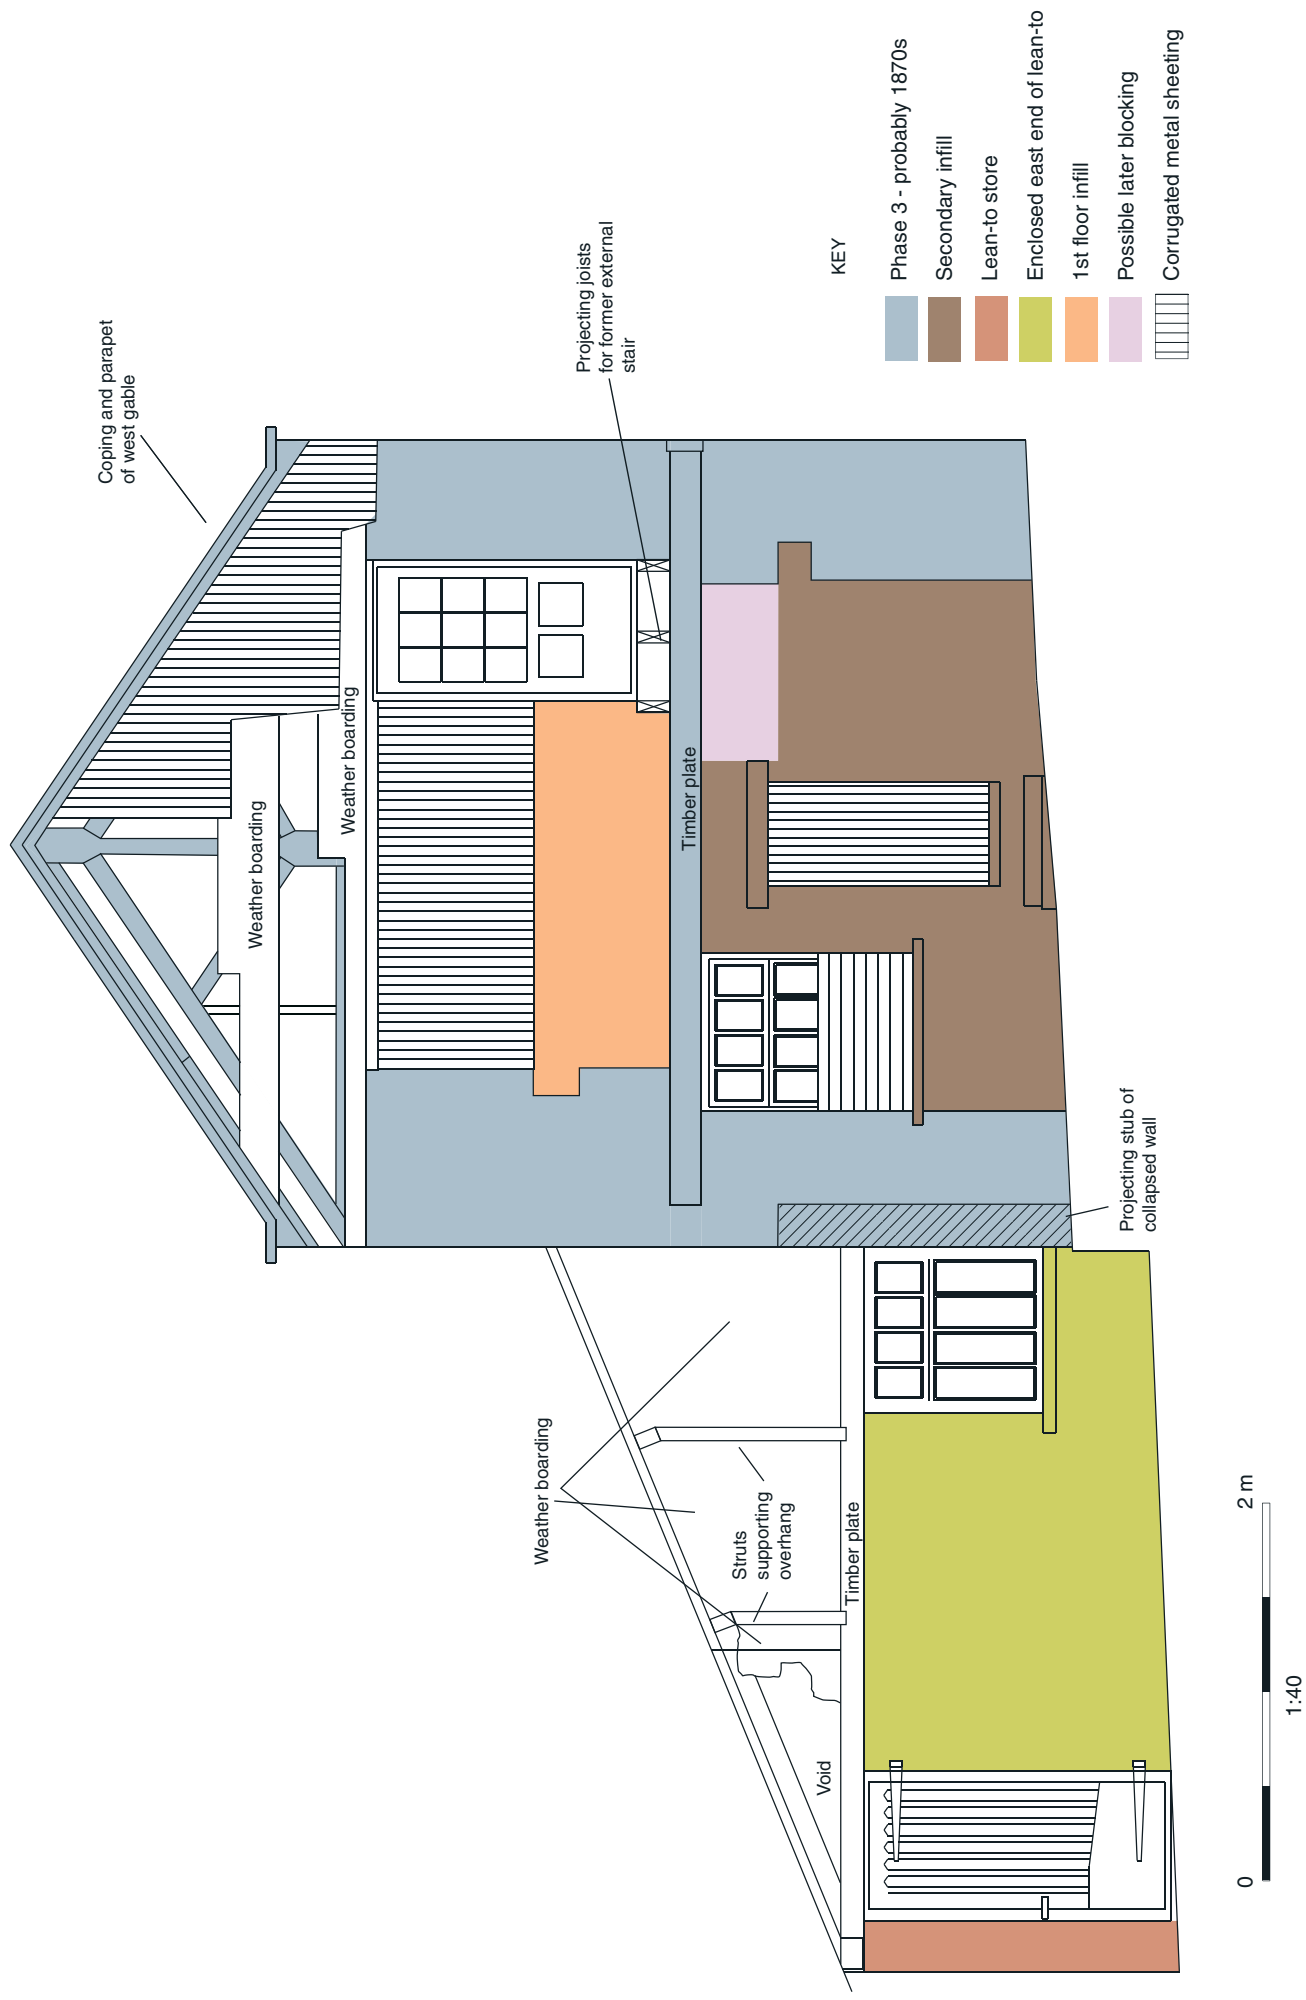 Coping and parapet
of west gable
Weather boarding
Weather boarding
Projecting joists
for former external
stair
Timber plate
Weather boarding
Struts
supporting
overhang
Timber plate
Void
Projecting stub of
collapsed wall
KEY
Phase 3 - probably 1870s
Secondary infill
Lean-to store
Enclosed east end of lean-to
1st floor infill
Possible later blocking
Corrugated metal sheeting
0
2 m
1:40